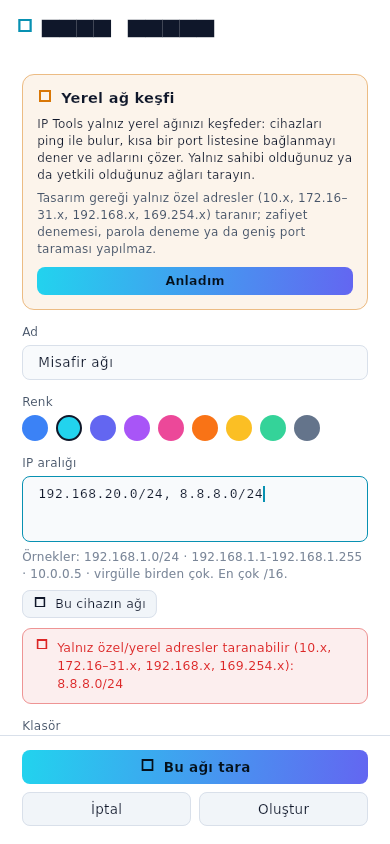 Yerel ağ keşfi
IP Tools yalnız yerel ağınızı keşfeder: cihazları
ping ile bulur, kısa bir port listesine bağlanmayı
dener ve adlarını çözer. Yalnız sahibi olduğunuz ya
da yetkili olduğunuz ağları tarayın.
Tasarım gereği yalnız özel adresler (10.x, 172.16–
31.x, 192.168.x, 169.254.x) taranır; zafiyet
denemesi, parola deneme ya da geniş port
taraması yapılmaz.
Anladım
Ad
Misafir ağı
Renk
IP aralığı
192.168.20.0/24, 8.8.8.0/24
Örnekler: 192.168.1.0/24 · 192.168.1.1-192.168.1.255
· 10.0.0.5 · virgülle birden çok. En çok /16.
Bu cihazın ağı
Yalnız özel/yerel adresler taranabilir (10.x,
172.16–31.x, 192.168.x, 169.254.x):
8.8.8.0/24
Klasör
Bu ağı tara
İptal
Oluştur